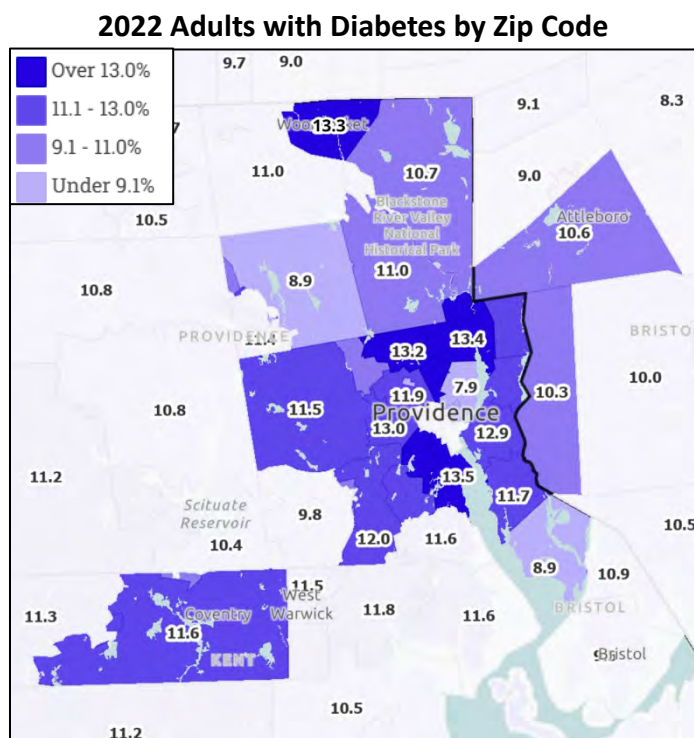 2022 Adults with Diabetes by Zip Code
Over 13.0%
11.1 - 13.0%
9.1 - 11.0%
Under 9.1%
9.7
9.0
9.1
8.3
13.3
11.0
10.7
9.0
Blackstone
River Valley
National
Historical Park
Attleboro
10.6
10.5
11.0
8.9
10.8
PROVIDENCE
11.4
13.4
13.2
BRISTOL
10.0
10.3
7.9
11.9
10.8
11.5
Providence
13.0
12.9
11.2
13.5
11.7
9.8
Scituate
Reservoir
10.5
10.4
12.0
11.6
8.9
10.9
11.5
West
Warwick
11.3
Coventry
11.6
11.8
11.6
BRISTOL
KENT
Bristol
10.5
11.2